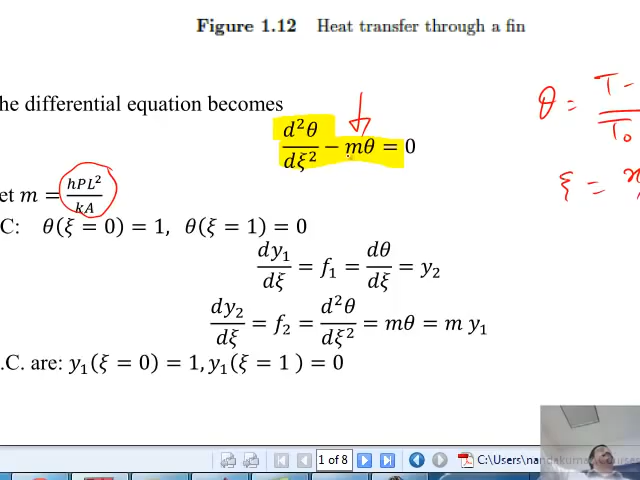 Figure 1.12 Heat transfer through a fin
he differential equation becomes
d²θ/dξ² − mθ = 0
et m = hPL²/kA
C: θ(ξ = 0) = 1, θ(ξ = 1) = 0
dy₁/dξ = f₁ = dθ/dξ = y₂
dy₂/dξ = f₂ = d²θ/dξ² = mθ = m y₁
.C. are: y₁(ξ = 0) = 1, y₁(ξ = 1 ) = 0
θ = T − / T₀
ξ =
1 of 8
C:\Users\nandakumar\Courses